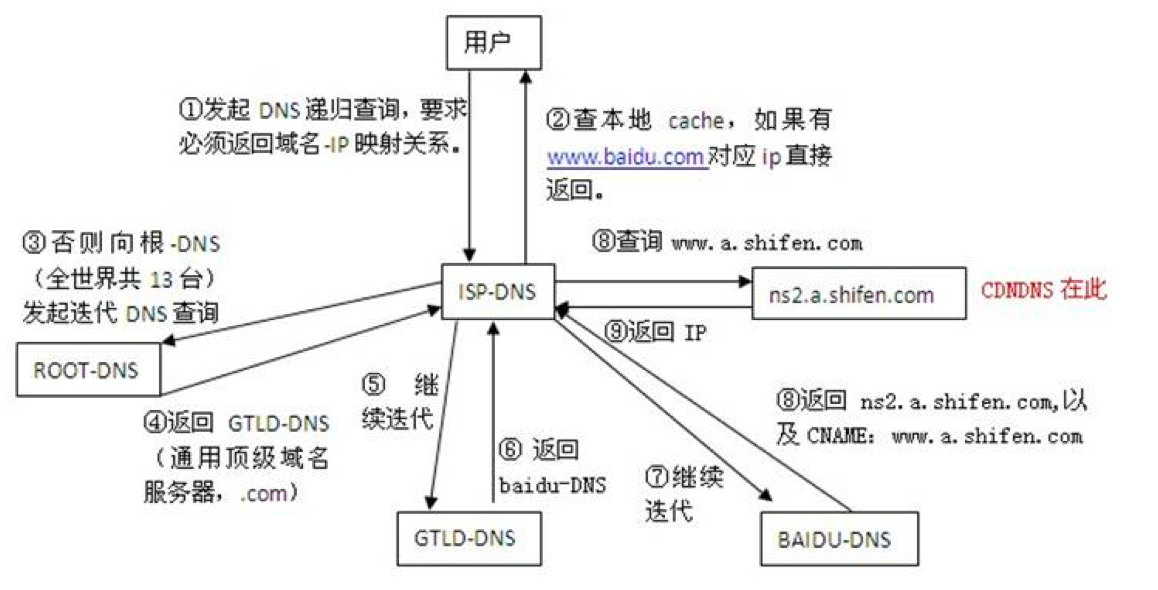 用户
①发起 DNS 递归查询，要求
必须返回域名-IP 映射关系。
②查本地 cache，如果有
www.baidu.com 对应 ip 直接
返回。
③否则向根-DNS
（全世界共 13 台）
发起迭代 DNS 查询
⑧查询 www.a.shifen.com
ISP-DNS
ns2.a.shifen.com
CDNDNS 在此
⑨返回 IP
ROOT-DNS
④返回 GTLD-DNS
（通用顶级域名
服务器，.com）
⑤ 继
续迭代
⑥ 返回
baidu-DNS
⑦继续
迭代
⑧返回 ns2.a.shifen.com,以
及 CNAME：www.a.shifen.com
GTLD-DNS
BAIDU-DNS